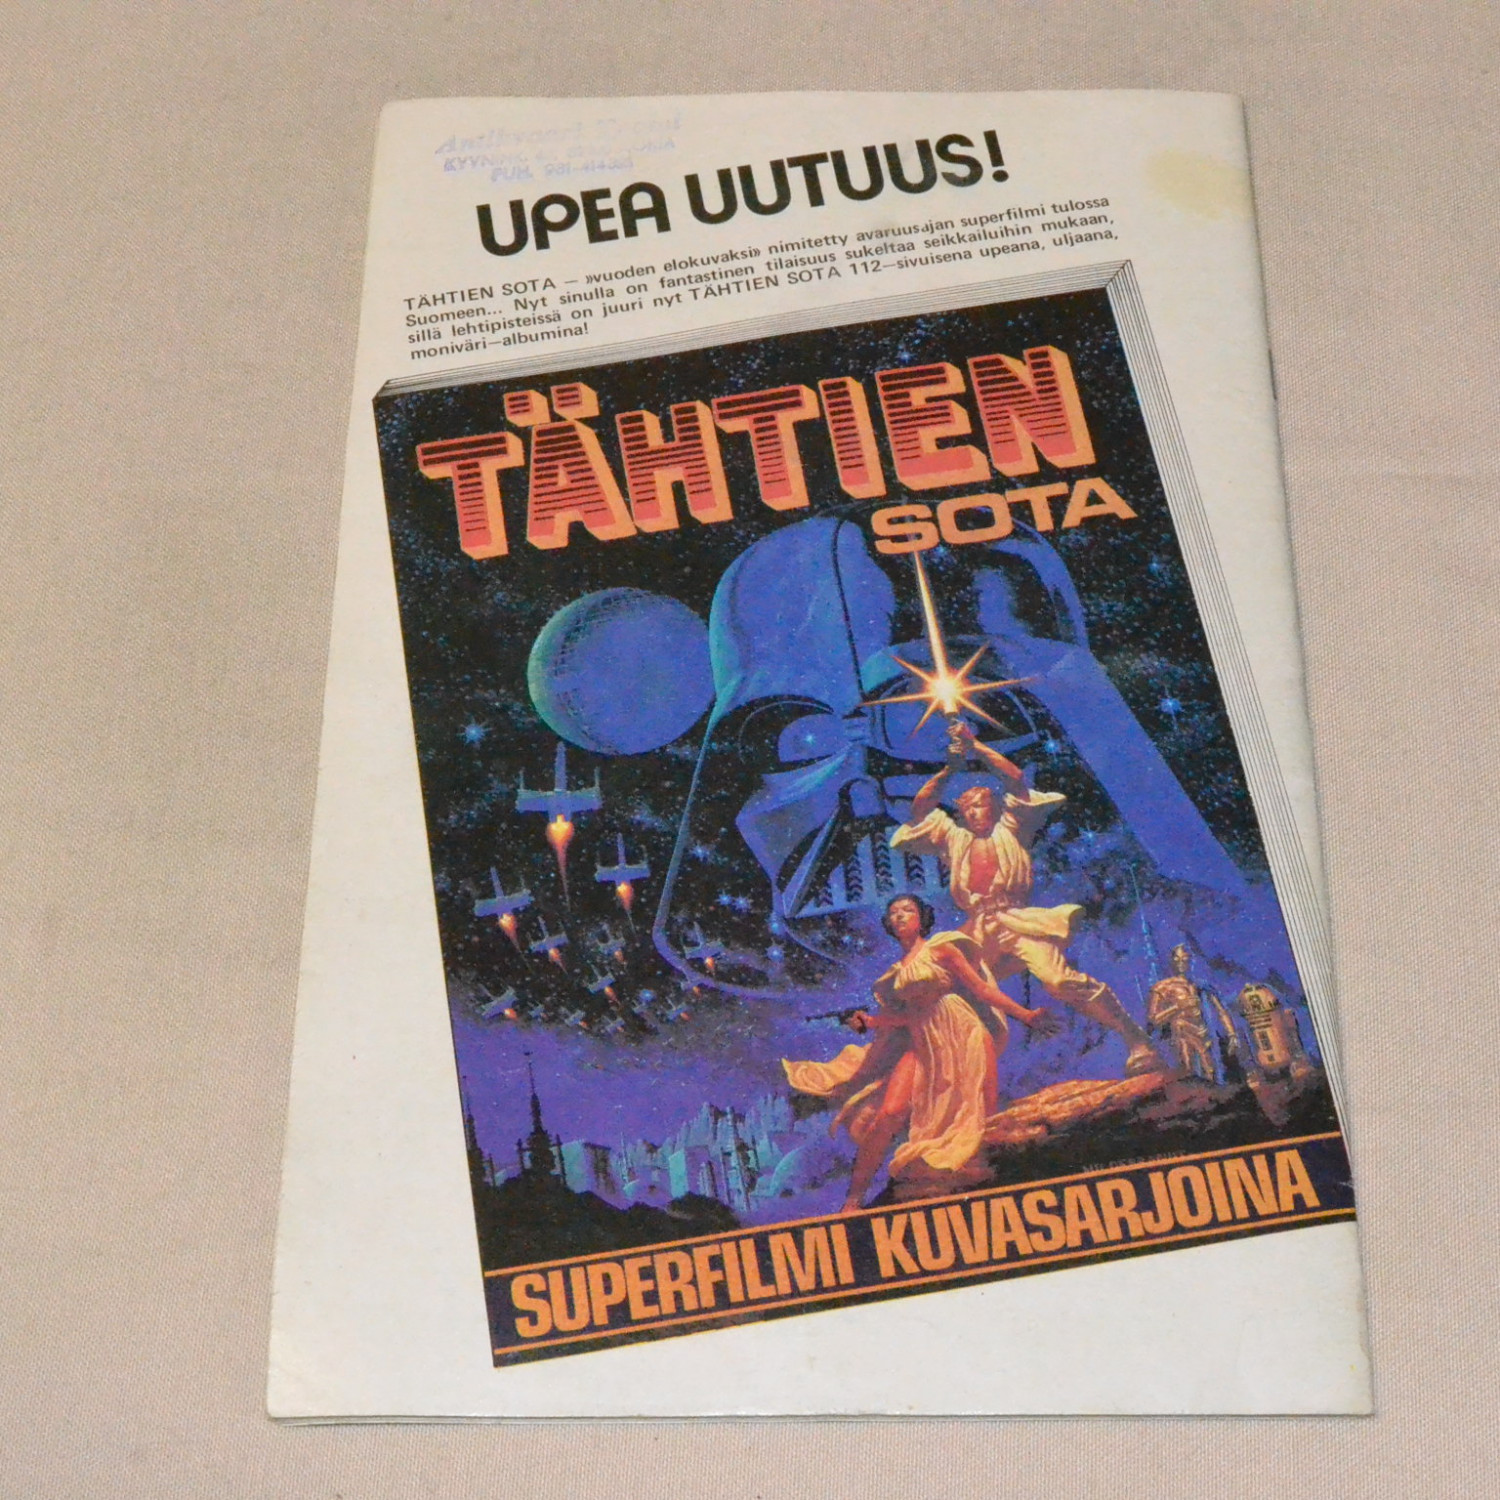 UPEA UUTUUS!
TÄHTIEN SOTA — »vuoden elokuvaksi» nimitetty avaruusajan superfilmi tulossa
Suomeen... Nyt sinulla on fantastinen tilaisuus sukeltaa seikkailuihin mukaan,
sillä lehtipisteissä on juuri nyt TÄHTIEN SOTA 112—sivuisena upeana, uljaana,
moniväri—albumina!
TÄHTIEN
SOTA
SUPERFILMI KUVASARJOINA